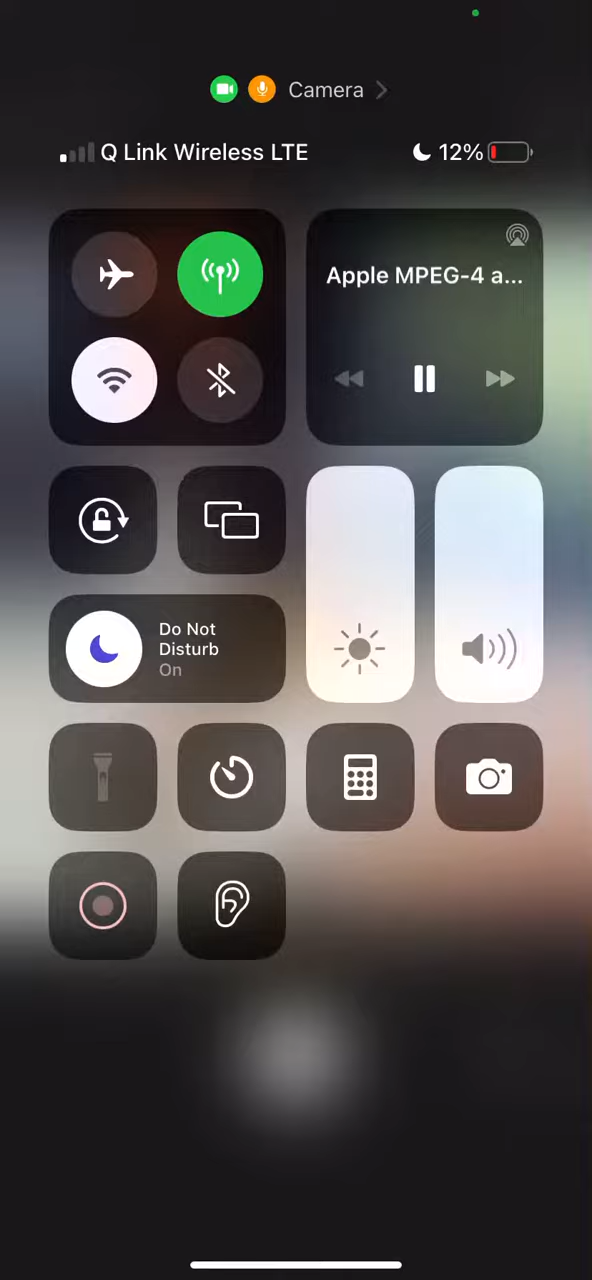 Camera
Q Link Wireless LTE
12%
Apple MPEG-4 a...
Do Not
Disturb
On